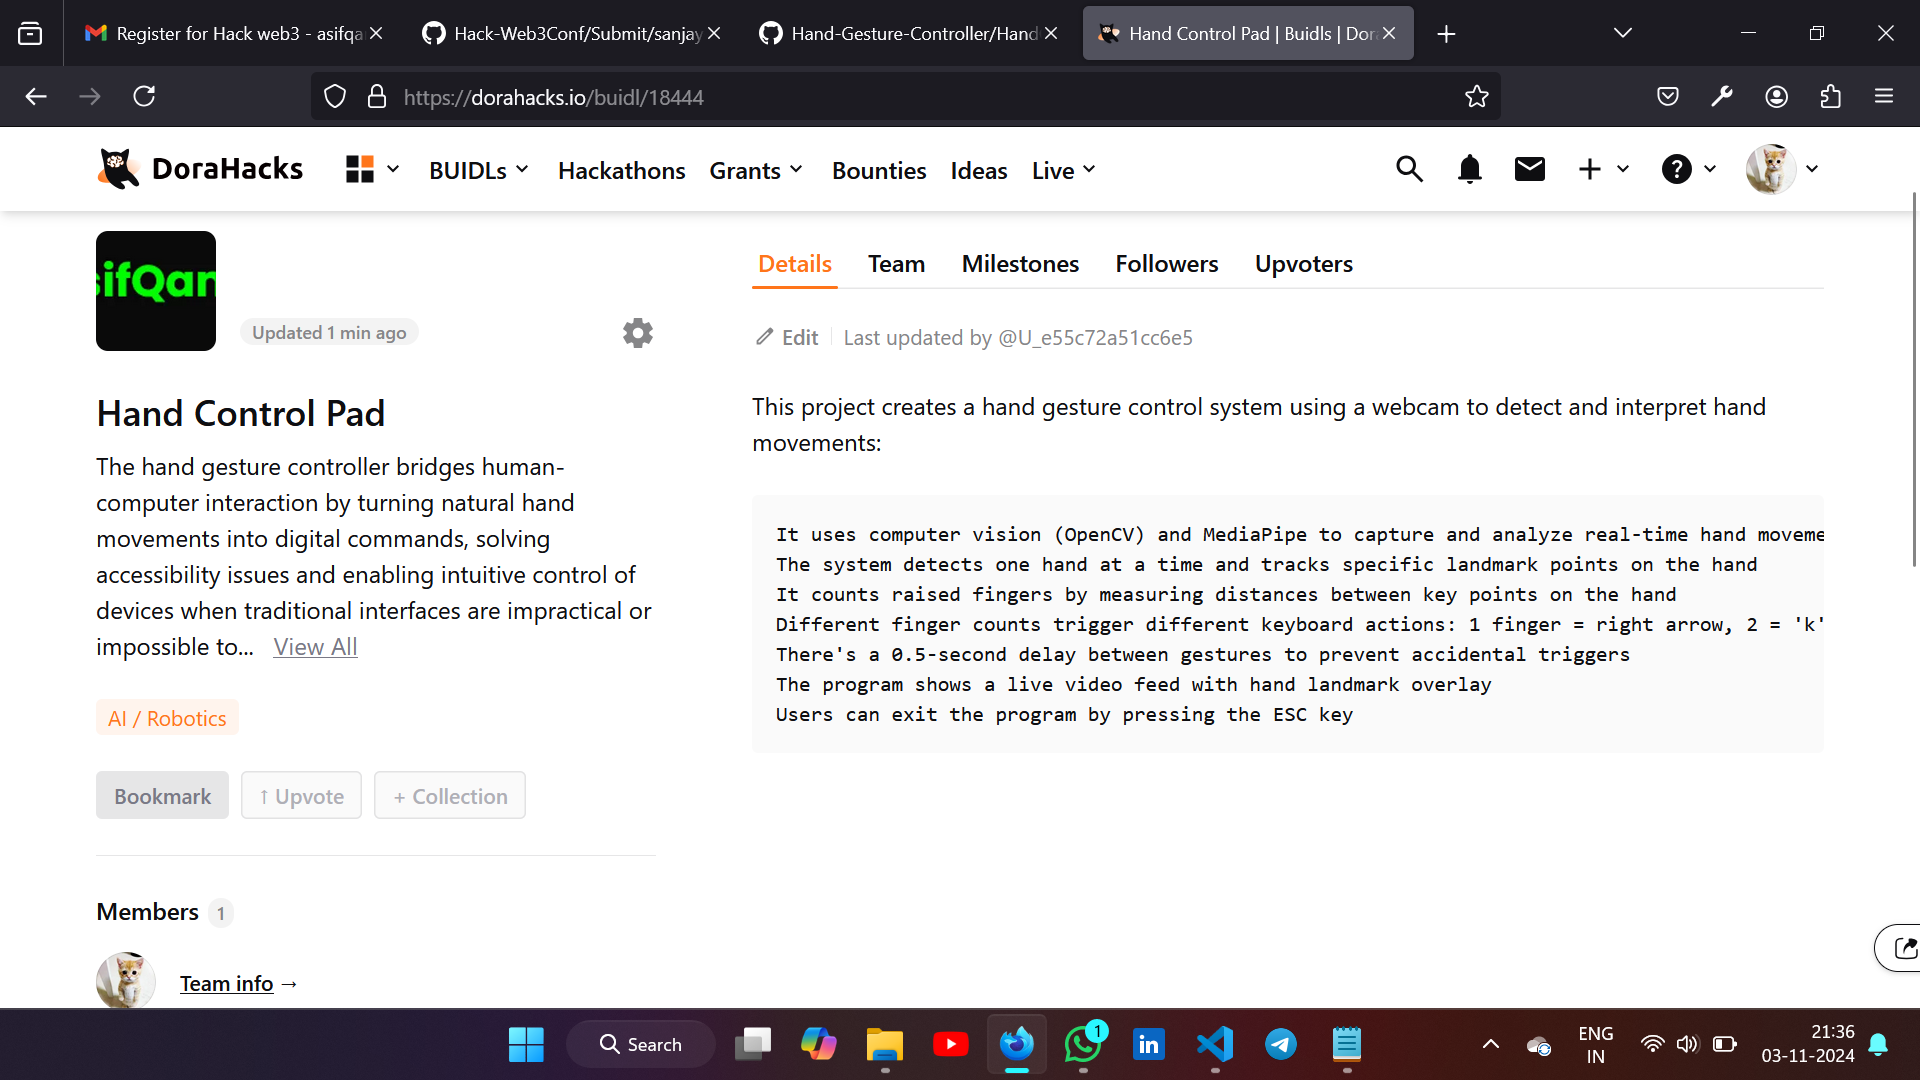 Register for Hack web3 - asifqa
Hack-Web3Conf/Submit/sanjay
Hand-Gesture-Controller/Hand
Hand Control Pad | Buidls | Dor
https://dorahacks.io/buidl/18444
DoraHacks
BUIDLs
Hackathons
Grants
Bounties
Ideas
Live
sifQan
Updated 1 min ago
Hand Control Pad
The hand gesture controller bridges human-
computer interaction by turning natural hand
movements into digital commands, solving
accessibility issues and enabling intuitive control of
devices when traditional interfaces are impractical or
impossible to... View All
AI / Robotics
Bookmark
↑ Upvote
+ Collection
Members 1
Team info →
Details
Team
Milestones
Followers
Upvoters
Edit
Last updated by @U_e55c72a51cc6e5
This project creates a hand gesture control system using a webcam to detect and interpret hand
movements:
It uses computer vision (OpenCV) and MediaPipe to capture and analyze real-time hand moveme
The system detects one hand at a time and tracks specific landmark points on the hand
It counts raised fingers by measuring distances between key points on the hand
Different finger counts trigger different keyboard actions: 1 finger = right arrow, 2 = 'k'
There's a 0.5-second delay between gestures to prevent accidental triggers
The program shows a live video feed with hand landmark overlay
Users can exit the program by pressing the ESC key
Search
1
ENG
IN
21:36
03-11-2024